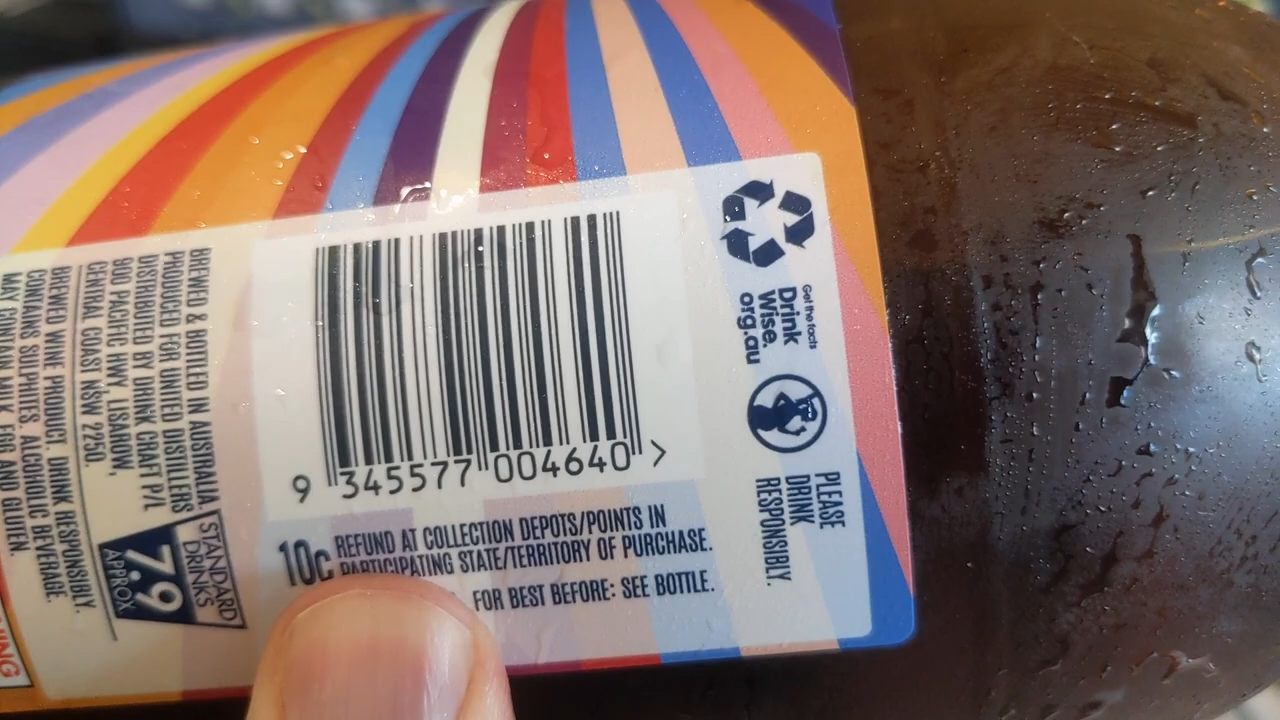 BREWED & BOTTLED IN AUSTRALIA.
PRODUCED FOR UNITED DISTILLERS
DISTRIBUTED BY DRINK CRAFT P/L
900 PACIFIC HWY, LISAROW,
CENTRAL COAST NSW 2250.
BREWED WINE PRODUCT. DRINK RESPONSIBLY.
CONTAINS SULPHITES. ALCOHOLIC BEVERAGE.
MAY CONTAIN MILK, EGG AND GLUTEN
STANDARD
DRINKS
7.9
APPROX
9 345577 004640 >
10c REFUND AT COLLECTION DEPOTS/POINTS IN
PARTICIPATING STATE/TERRITORY OF PURCHASE.
FOR BEST BEFORE: SEE BOTTLE.
Get the facts
Drink
Wise.
org.au
PLEASE
DRINK
RESPONSIBLY.